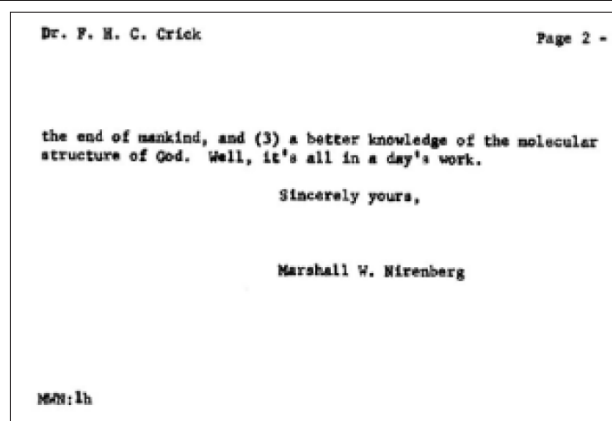 Dr. F. H. C. Crick Page 2 -
the end of mankind, and (3) a better knowledge of the molecular
structure of God. Well, it's all in a day's work.
Sincerely yours,
Marshall W. Nirenberg
MWN:lh